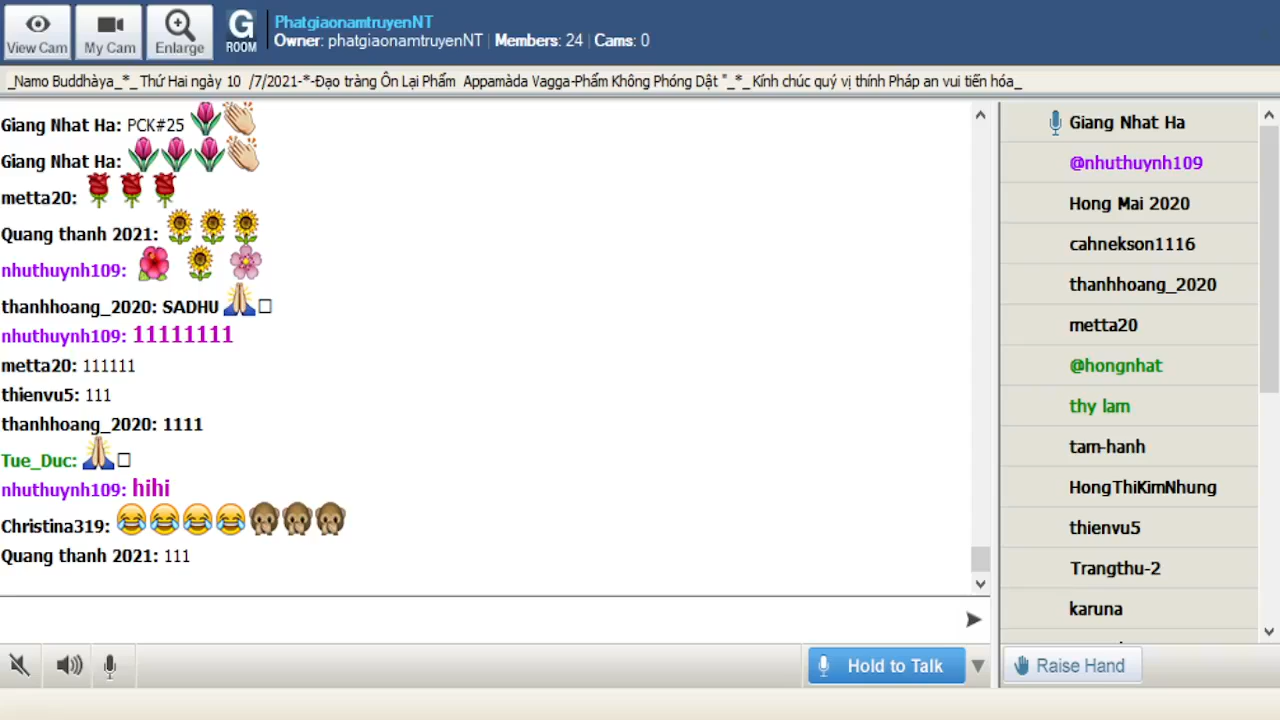 View Cam
My Cam
Enlarge
G
ROOM
PhatgiaonamtruyenNT
Owner: phatgiaonamtruyenNT | Members: 24 | Cams: 0
_Namo Buddhàya_*_ Thứ Hai ngày 10 /7/2021-*-Đạo tràng Ôn Lại Phẩm Appamàda Vagga-Phẩm Không Phóng Dật "_*_ Kính chúc quý vị thính Pháp an vui tiến hóa_
Giang Nhat Ha: PCK#25 🌷👏
Giang Nhat Ha: 🌷🌷🌷👏
metta20: 🌹🌹🌹
Quang thanh 2021: 🌻🌻🌻
nhuthuynh109: 🌺 🌻 🌸
thanhhoang_2020: SADHU 🙏□
nhuthuynh109: 11111111
metta20: 111111
thienvu5: 111
thanhhoang_2020: 1111
Tue_Duc: 🙏□
nhuthuynh109: hihi
Christina319: 😂😂😂😂🙊🙊🙊
Quang thanh 2021: 111
Giang Nhat Ha
@nhuthuynh109
Hong Mai 2020
cahnekson1116
thanhhoang_2020
metta20
@hongnhat
thy lam
tam-hanh
HongThiKimNhung
thienvu5
Trangthu-2
karuna
Hold to Talk
Raise Hand